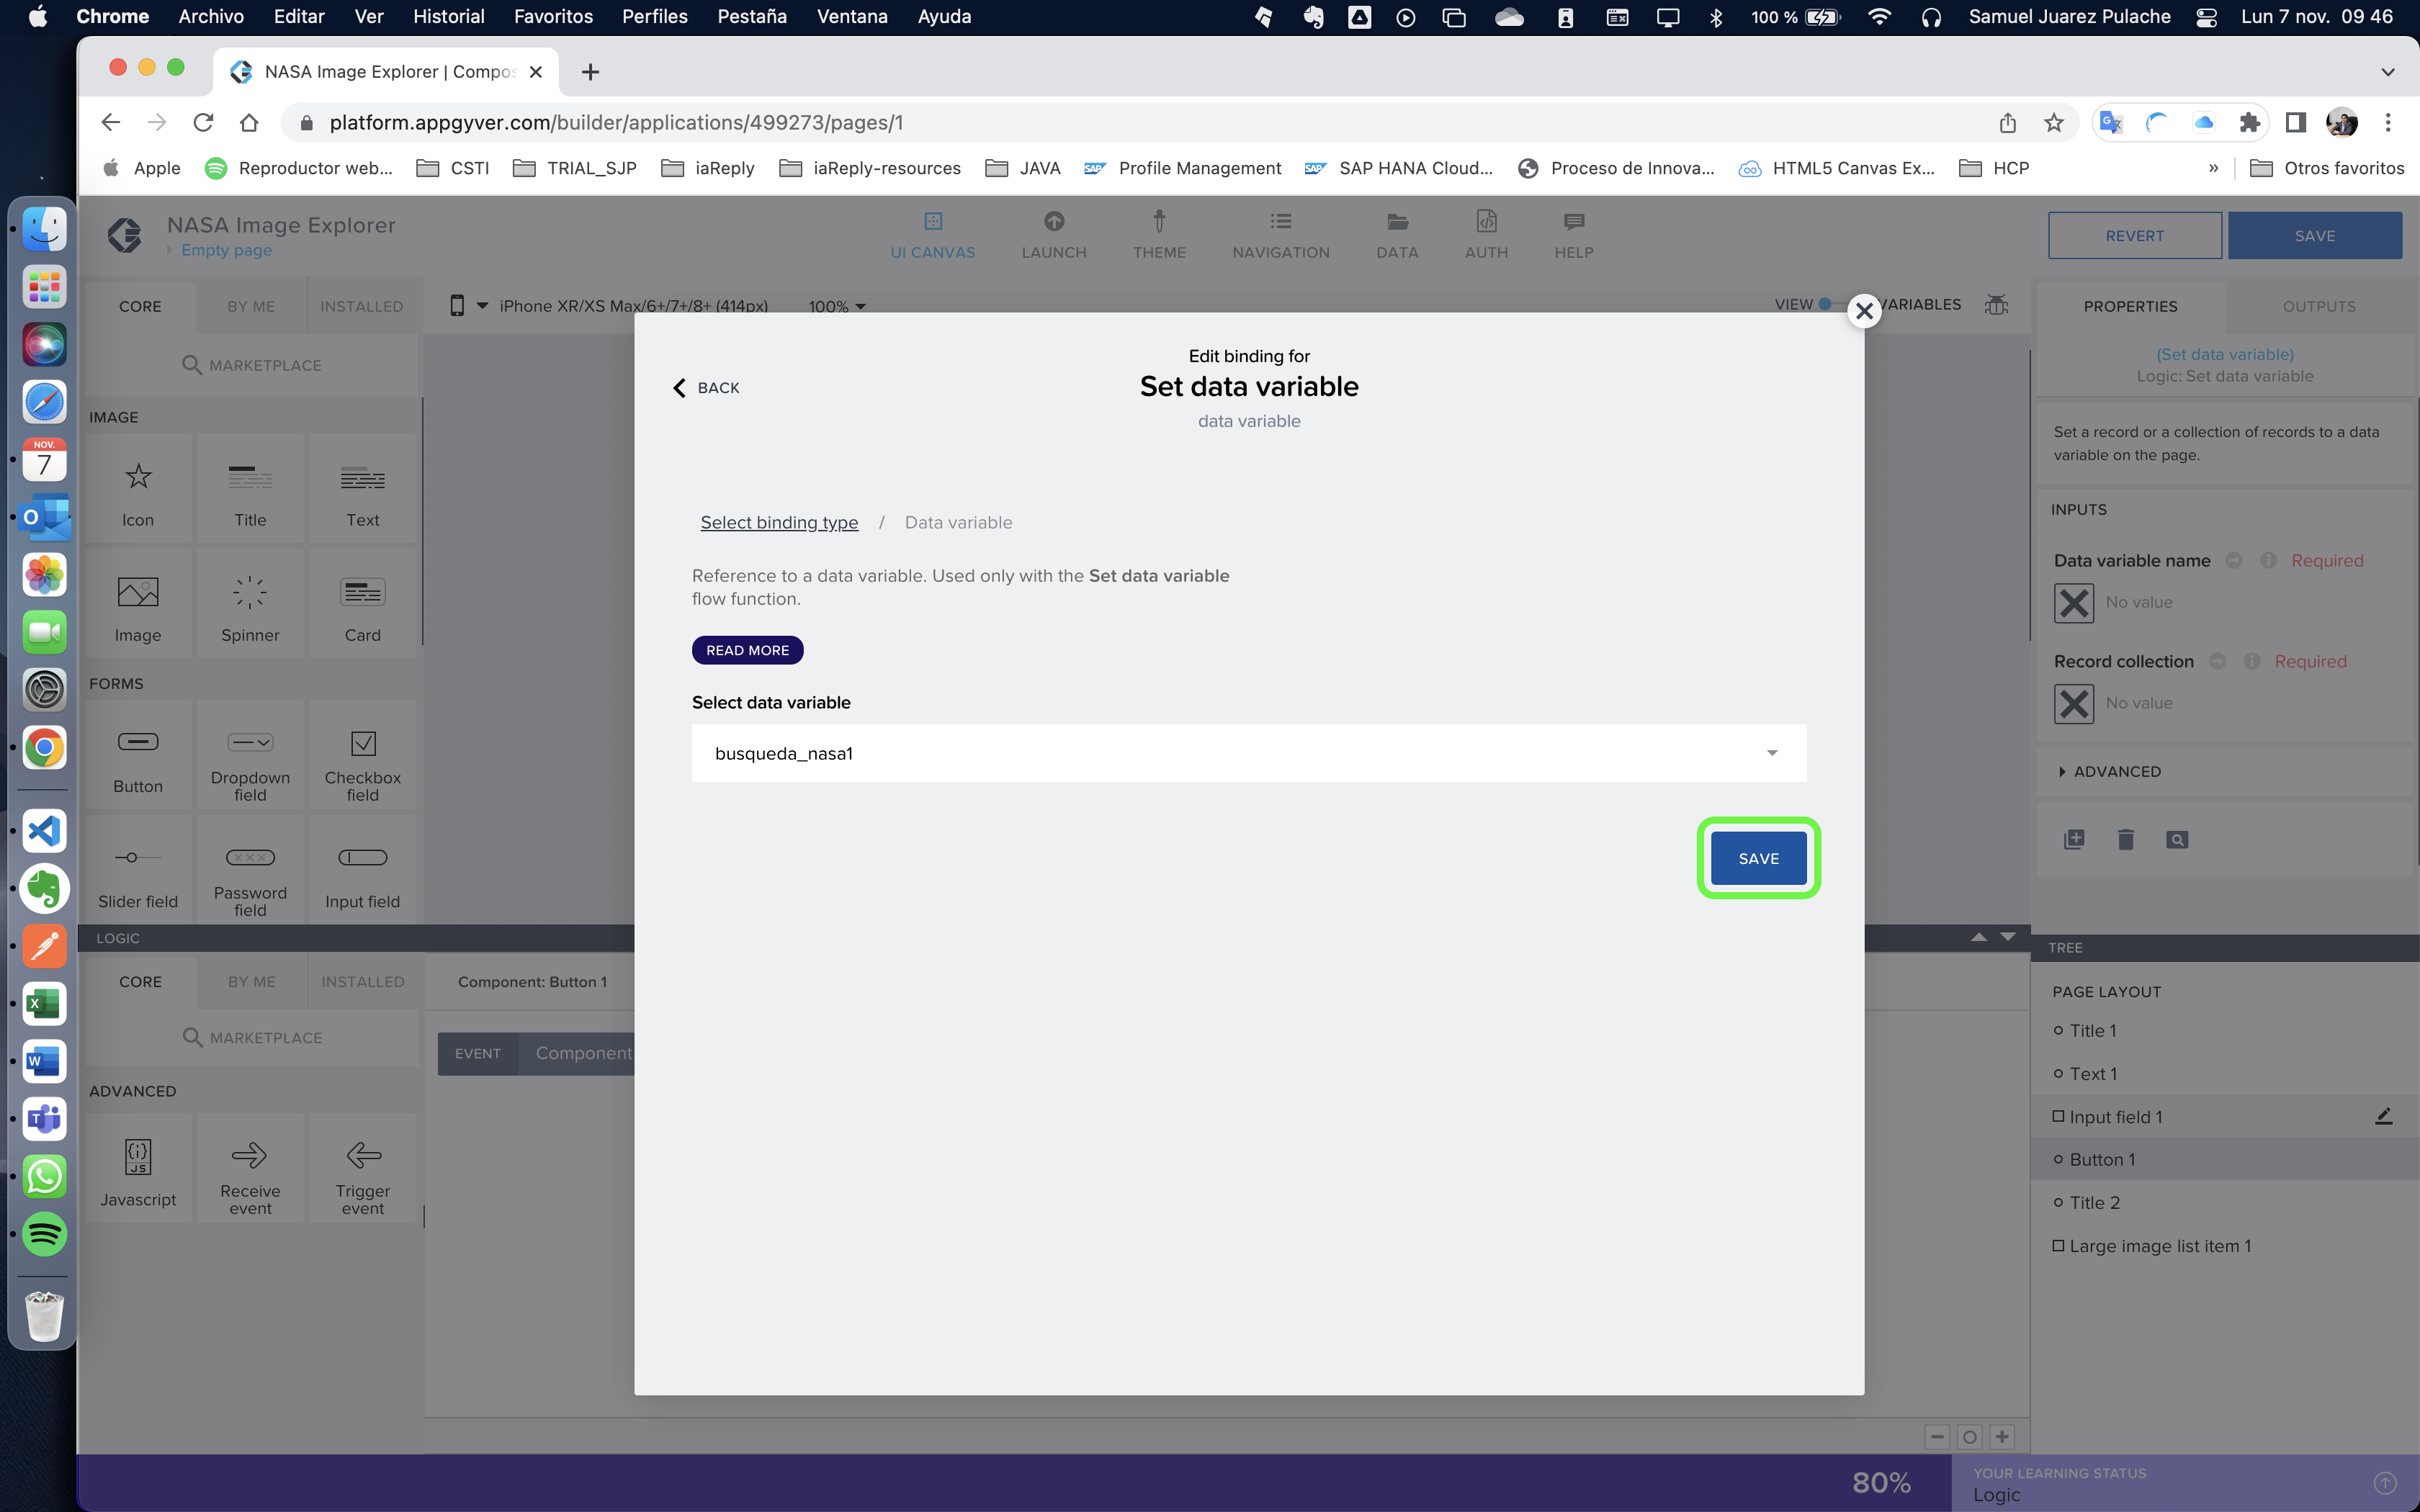 Chrome Archivo Editar Ver Historial Favoritos Perfiles Pestaña Ventana Ayuda 100 % Samuel Juarez Pulache Lun 7 nov. 09 46
NASA Image Explorer | Compos
platform.appgyver.com/builder/applications/499273/pages/1
Apple Reproductor web... CSTI TRIAL_SJP iaReply iaReply-resources JAVA SAP Profile Management SAP SAP HANA Cloud... Proceso de Innova... HTML5 Canvas Ex... HCP » Otros favoritos
NASA Image Explorer
Empty page
UI CANVAS LAUNCH THEME NAVIGATION DATA AUTH HELP
REVERT SAVE
CORE BY ME INSTALLED
iPhone XR/XS Max/6+/7+/8+ (414px) 100%
VIEW VARIABLES
PROPERTIES OUTPUTS
MARKETPLACE
IMAGE
Icon Title Text
Image Spinner Card
FORMS
Button Dropdown field Checkbox field
Slider field Password field Input field
NOV.
7
BACK
Edit binding for
Set data variable
data variable
Select binding type / Data variable
Reference to a data variable. Used only with the Set data variable
flow function.
READ MORE
Select data variable
busqueda_nasa1
SAVE
(Set data variable)
Logic: Set data variable
Set a record or a collection of records to a data
variable on the page.
INPUTS
Data variable name Required
No value
Record collection Required
No value
ADVANCED
LOGIC
CORE BY ME INSTALLED
MARKETPLACE
ADVANCED
JS
Javascript Receive event Trigger event
Component: Button 1
EVENT Component
TREE
PAGE LAYOUT
Title 1
Text 1
Input field 1
Button 1
Title 2
Large image list item 1
80%
YOUR LEARNING STATUS
Logic